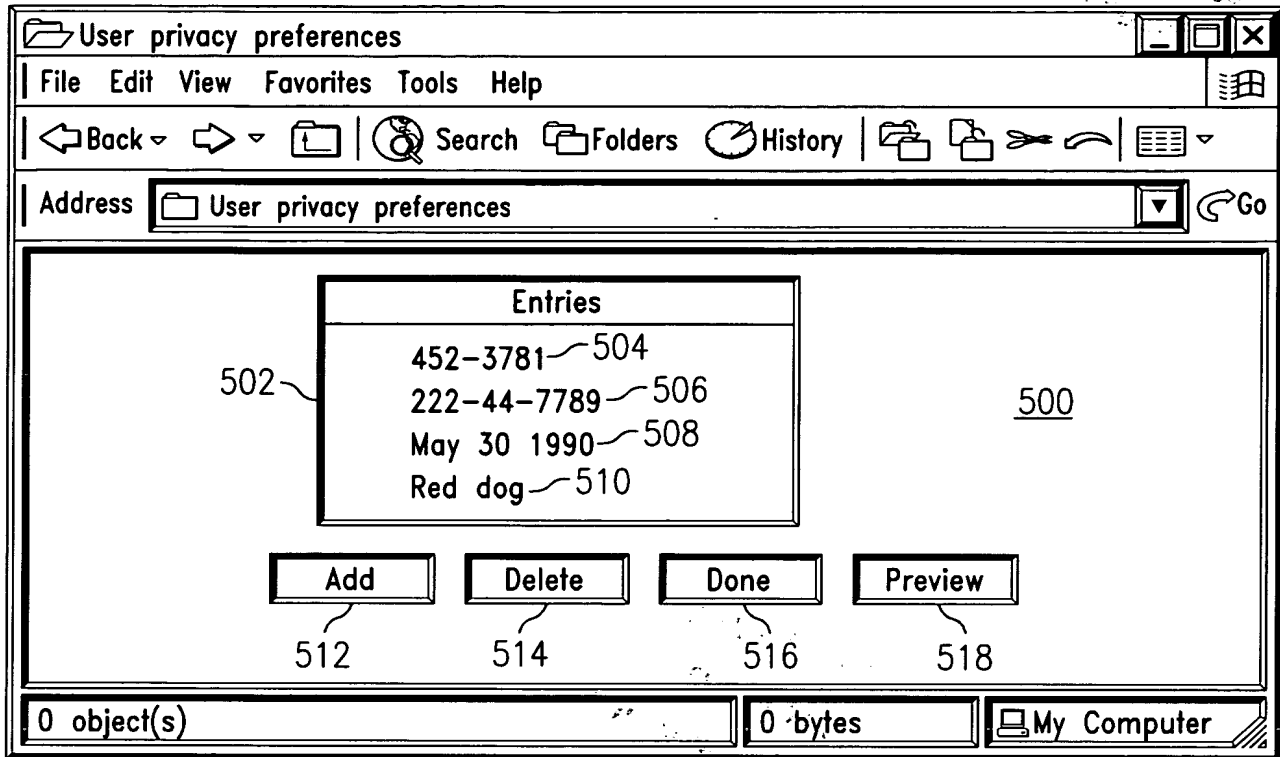 User privacy preferences
File Edit View Favorites Tools Help
Back Search Folders History
Address User privacy preferences Go
Entries
452-3781 504
502 222-44-7789 506 500
May 30 1990 508
Red dog 510
Add Delete Done Preview
512 514 516 518
0 object(s) 0 bytes My Computer